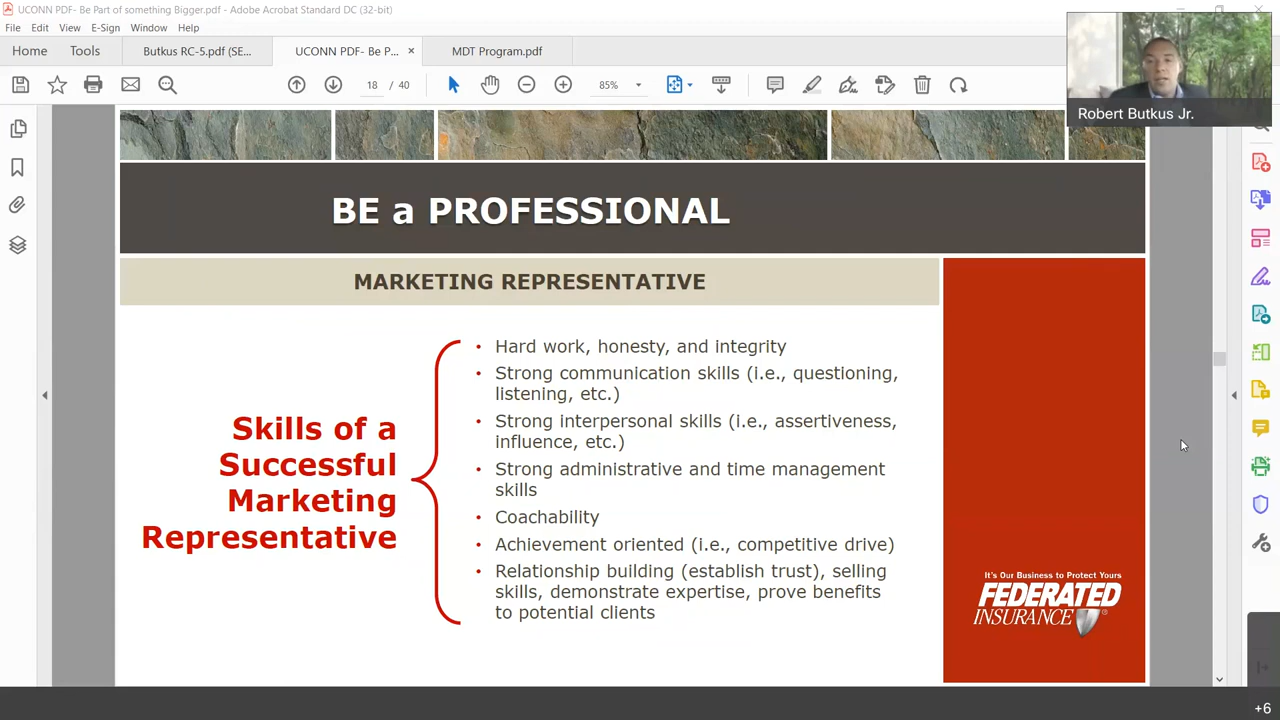 UCONN PDF- Be Part of something Bigger.pdf - Adobe Acrobat Standard DC (32-bit)
File Edit View E-Sign Window Help
Home Tools Butkus RC-5.pdf (SE... UCONN PDF- Be P... × MDT Program.pdf
18 / 40 85%
Robert Butkus Jr.
BE a PROFESSIONAL
MARKETING REPRESENTATIVE
Skills of a
Successful
Marketing
Representative
• Hard work, honesty, and integrity
• Strong communication skills (i.e., questioning,
listening, etc.)
• Strong interpersonal skills (i.e., assertiveness,
influence, etc.)
• Strong administrative and time management
skills
• Coachability
• Achievement oriented (i.e., competitive drive)
• Relationship building (establish trust), selling
skills, demonstrate expertise, prove benefits
to potential clients
It's Our Business to Protect Yours
FEDERATED
INSURANCE
+6